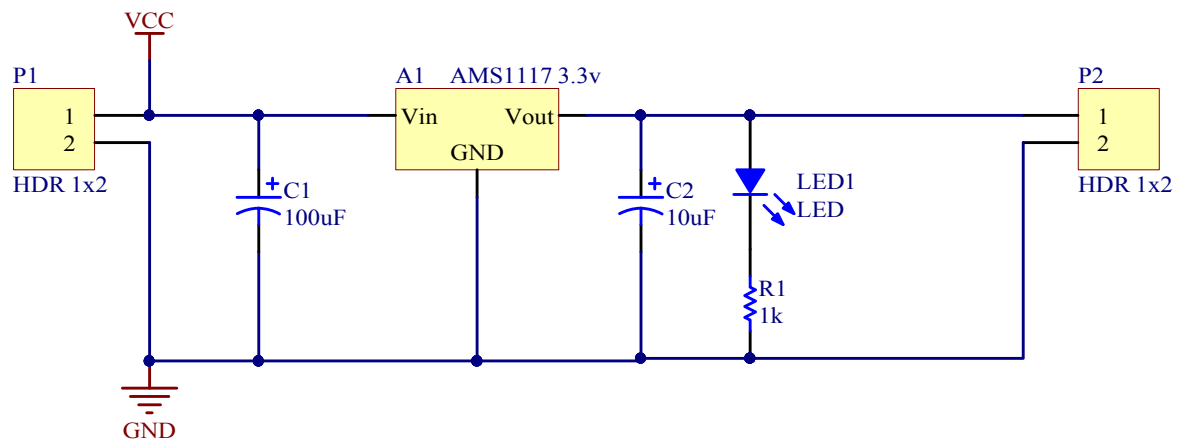 VCC
P1
1
2
HDR 1x2
A1 AMS1117 3.3v
Vin
Vout
GND
+
C1
100uF
+
C2
10uF
LED1
LED
R1
1k
P2
1
2
HDR 1x2
GND